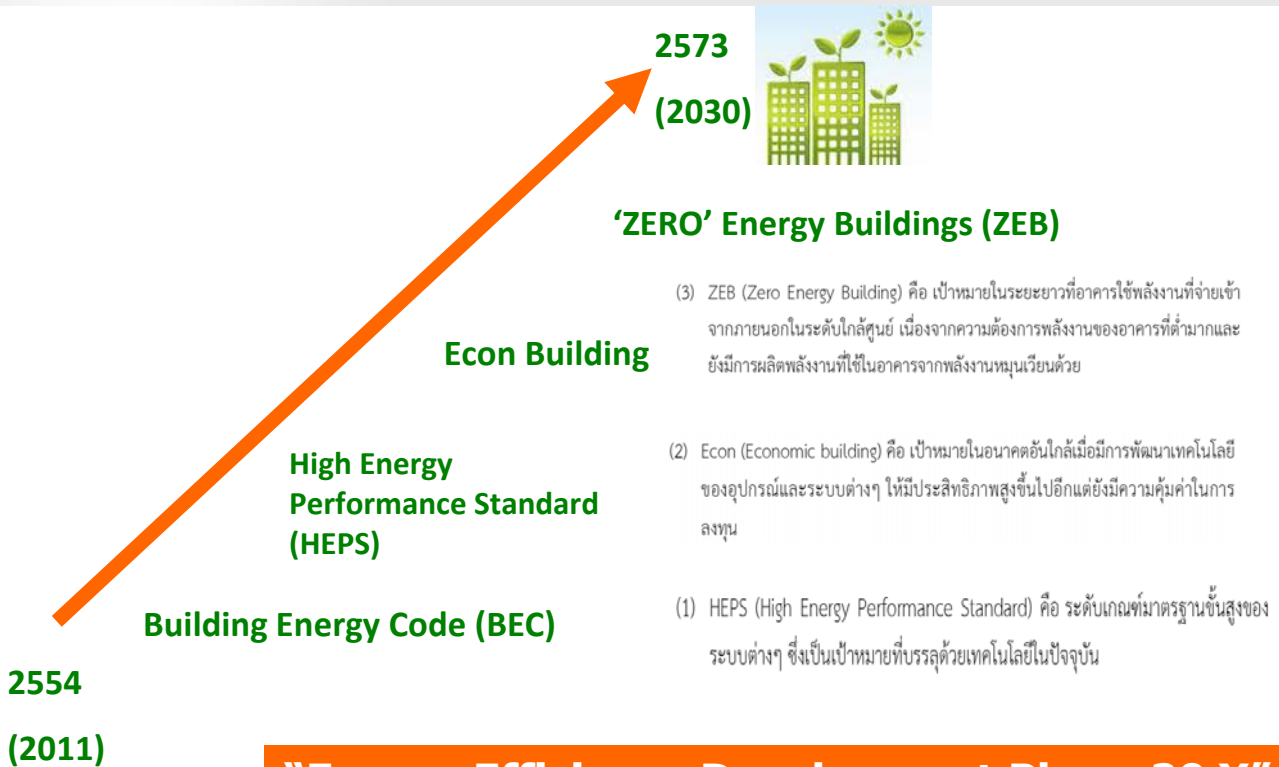 2573
(2030)
‘ZERO’ Energy Buildings (ZEB)
(3) ZEB (Zero Energy Building) คือ เป้าหมายในระยะยาวที่อาคารใช้พลังงานที่จ่ายเข้า
จากภายนอกในระดับใกล้ศูนย์ เนื่องจากความต้องการพลังงานของอาคารที่ต่ำมากและ
ยังมีการผลิตพลังงานที่ใช้ในอาคารจากพลังงานหมุนเวียนด้วย
Econ Building
(2) Econ (Economic building) คือ เป้าหมายในอนาคตอันใกล้เมื่อมีการพัฒนาเทคโนโลยี
ของอุปกรณ์และระบบต่างๆ ให้มีประสิทธิภาพสูงขึ้นไปอีกแต่ยังมีความคุ้มค่าในการ
ลงทุน
High Energy
Performance Standard
(HEPS)
(1) HEPS (High Energy Performance Standard) คือ ระดับเกณฑ์มาตรฐานขั้นสูงของ
ระบบต่างๆ ซึ่งเป็นเป้าหมายที่บรรลุด้วยเทคโนโลยีในปัจจุบัน
Building Energy Code (BEC)
2554
(2011)